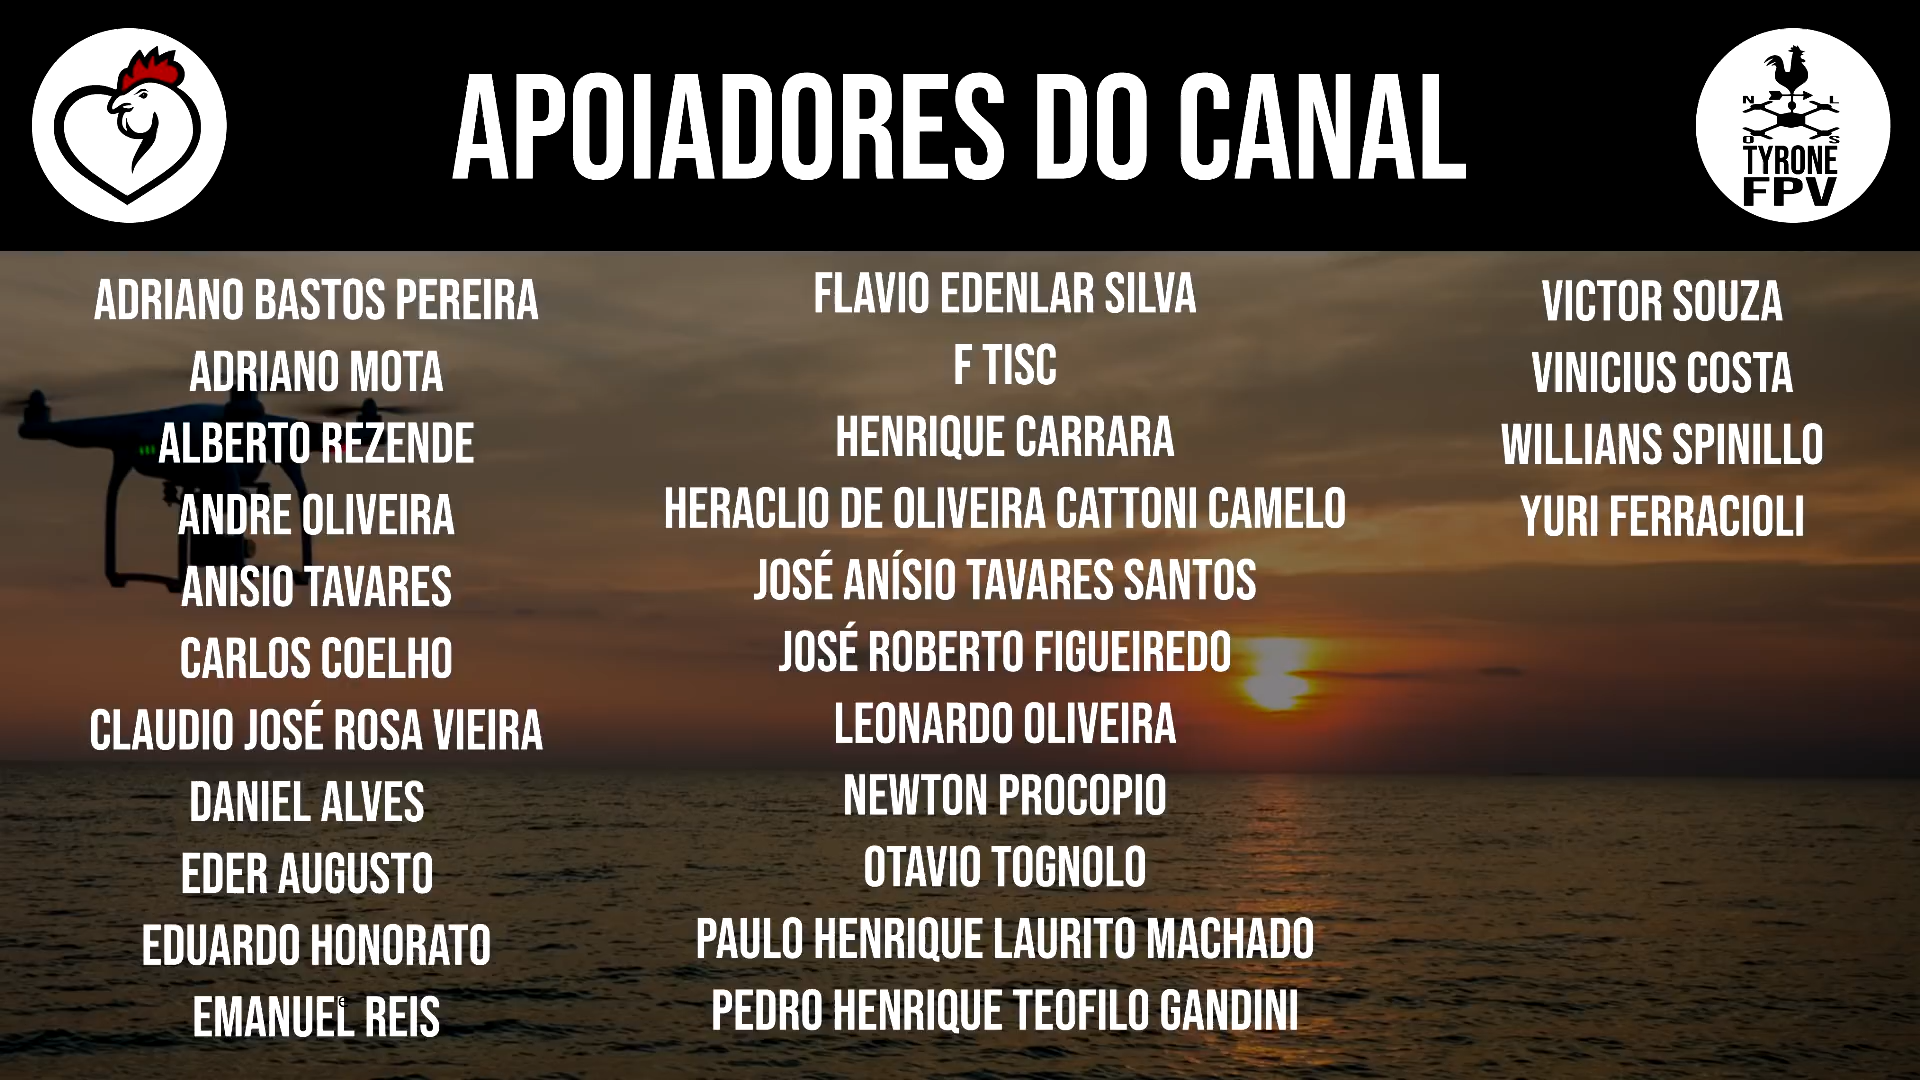 APOIADORES DO CANAL
N L
O S
TYRONE
FPV
ADRIANO BASTOS PEREIRA
ADRIANO MOTA
ALBERTO REZENDE
ANDRE OLIVEIRA
ANISIO TAVARES
CARLOS COELHO
CLAUDIO JOSÉ ROSA VIEIRA
DANIEL ALVES
EDER AUGUSTO
EDUARDO HONORATO
EMANUEL REIS
e
FLAVIO EDENLAR SILVA
F TISC
HENRIQUE CARRARA
HERACLIO DE OLIVEIRA CATTONI CAMELO
JOSÉ ANÍSIO TAVARES SANTOS
JOSÉ ROBERTO FIGUEIREDO
LEONARDO OLIVEIRA
NEWTON PROCOPIO
OTAVIO TOGNOLO
PAULO HENRIQUE LAURITO MACHADO
PEDRO HENRIQUE TEOFILO GANDINI
VICTOR SOUZA
VINICIUS COSTA
WILLIANS SPINILLO
YURI FERRACIOLI